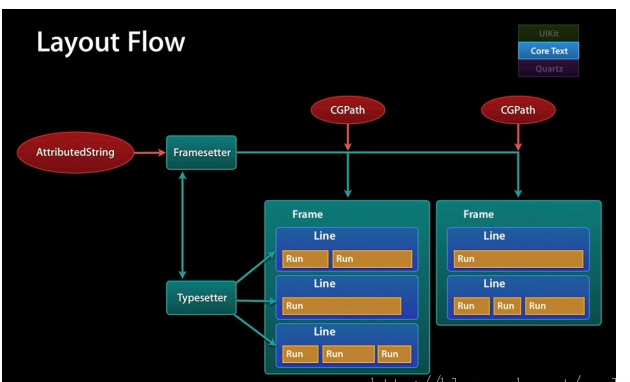 Layout Flow
UIKit
Core Text
Quartz
CGPath
CGPath
AttributedString
Framesetter
Typesetter
Frame
Line
Run Run
Line
Run
Line
Run Run Run
Frame
Line
Run
Line
Run Run Run